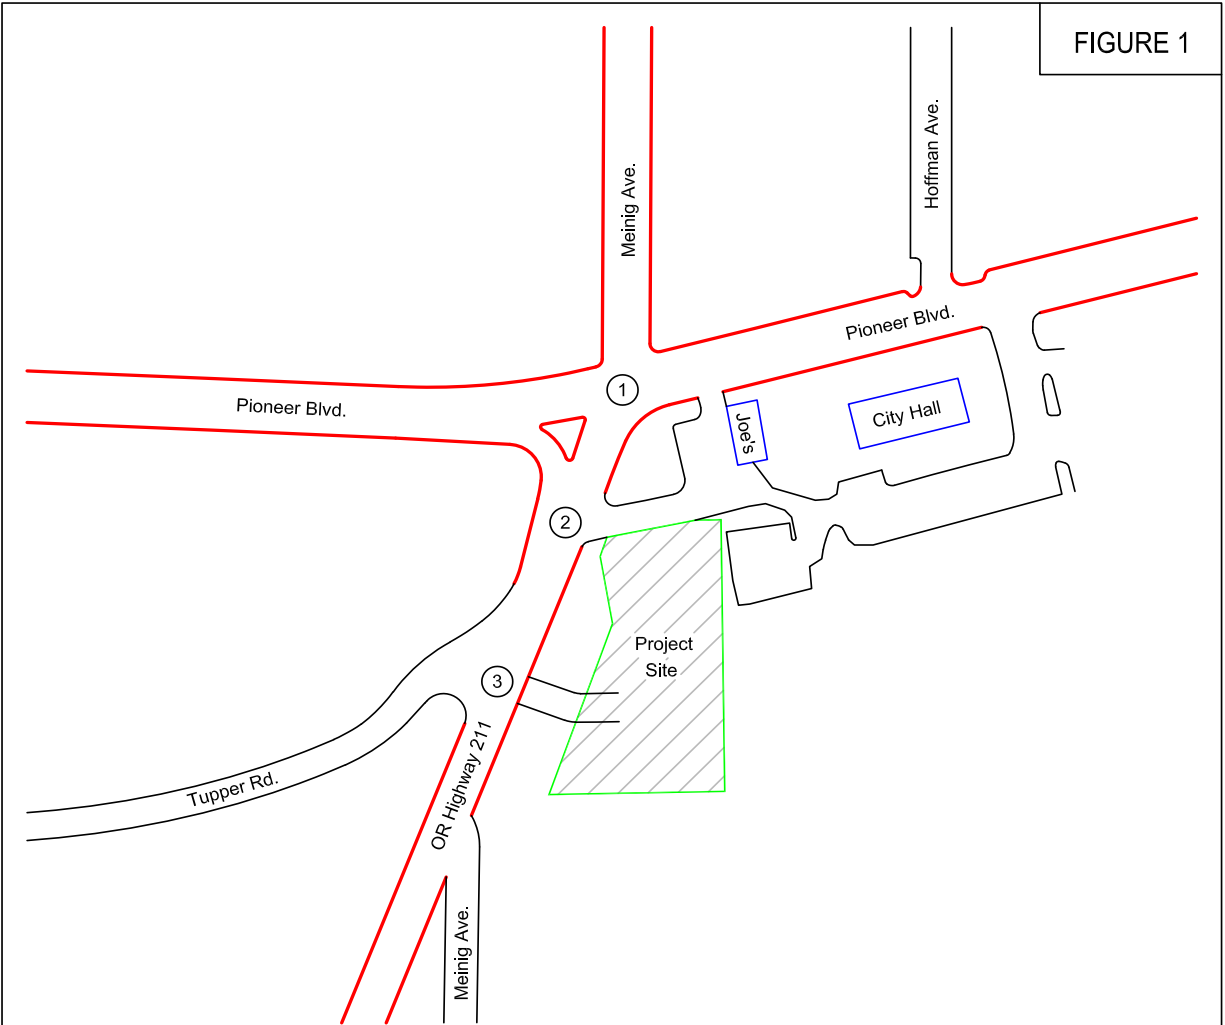 FIGURE 1
Hoffman Ave.
Meinig Ave.
Pioneer Blvd.
1
Pioneer Blvd.
City Hall
Joe's
2
Project
Site
3
OR Highway 211
Tupper Rd.
Meinig Ave.